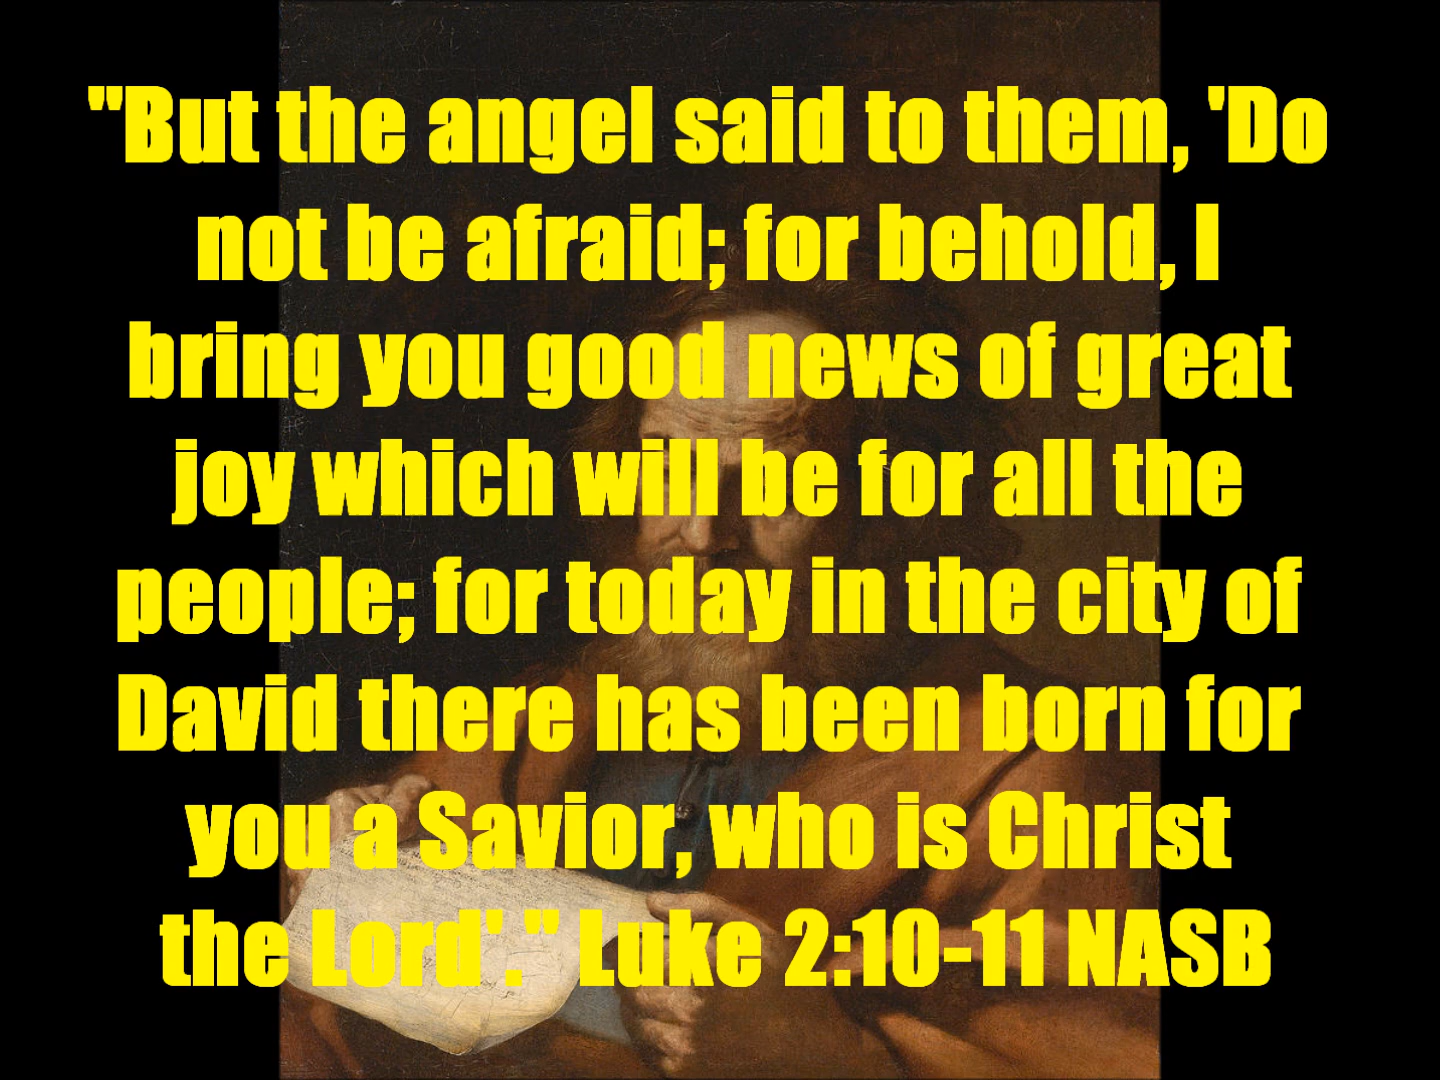 "But the angel said to them, 'Do
not be afraid; for behold, I
bring you good news of great
joy which will be for all the
people; for today in the city of
David there has been born for
you a Savior, who is Christ
the Lord'." Luke 2:10-11 NASB